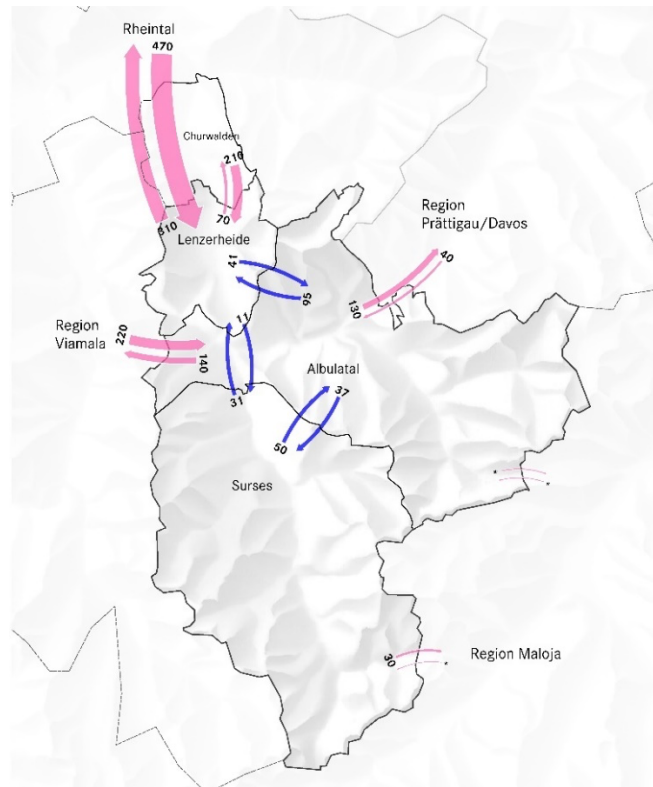 Rheintal
470
Churwalden
210
70
310
Lenzerheide
Region
Prättigau/Davos
41
40
95
130
11
Region
Viamala
220
140
Albulatal
37
31
50
Surses
*
*
Region Maloja
30
*